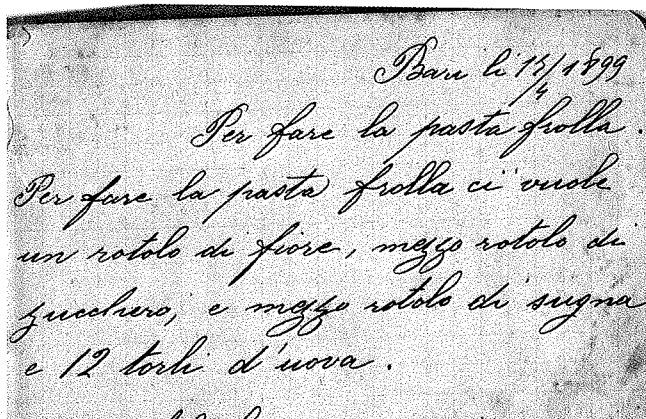 Bari li 15/4 1899
Per fare la pasta frolla.
Per fare la pasta frolla ci vuole
un rotolo di fiore, mezzo rotolo di
zucchero, e mezzo rotolo di sugna
e 12 torli d'uova.